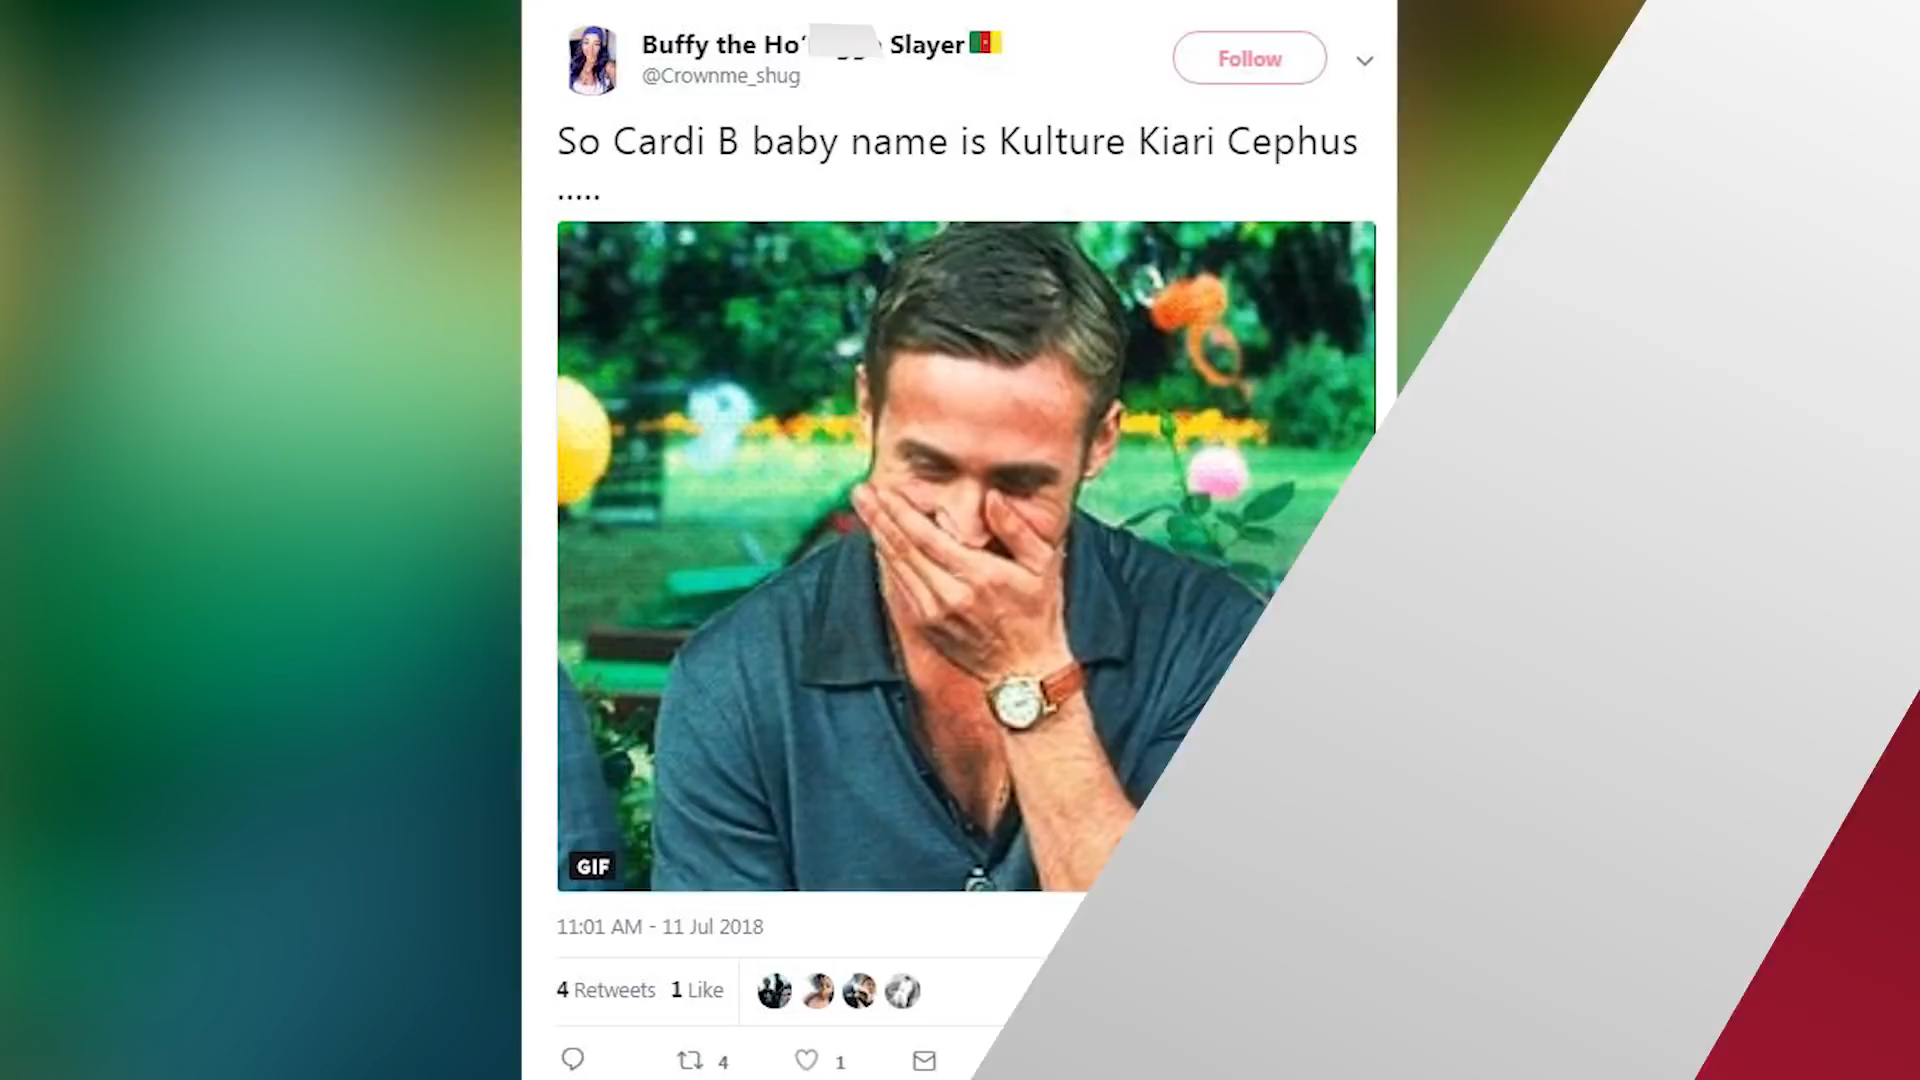 Buffy the Ho' Slayer
@Crownme_shug
Follow
So Cardi B baby name is Kulture Kiari Cephus
.....
GIF
11:01 AM - 11 Jul 2018
4 Retweets 1 Like
4 1